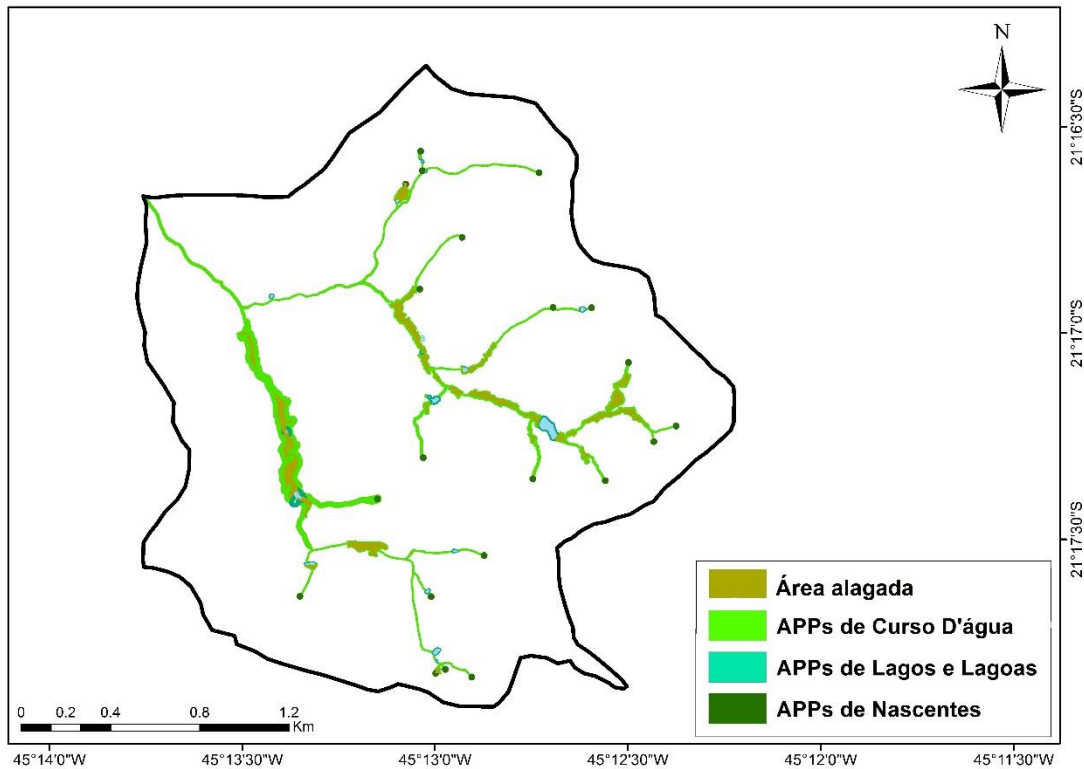 N
21°16'30"S
21°17'0"S
21°17'30"S
Área alagada
APPs de Curso D'água
APPs de Lagos e Lagoas
APPs de Nascentes
0 0.2 0.4 0.8 1.2
Km
45°14'0"W 45°13'30"W 45°13'0"W 45°12'30"W 45°12'0"W 45°11'30"W